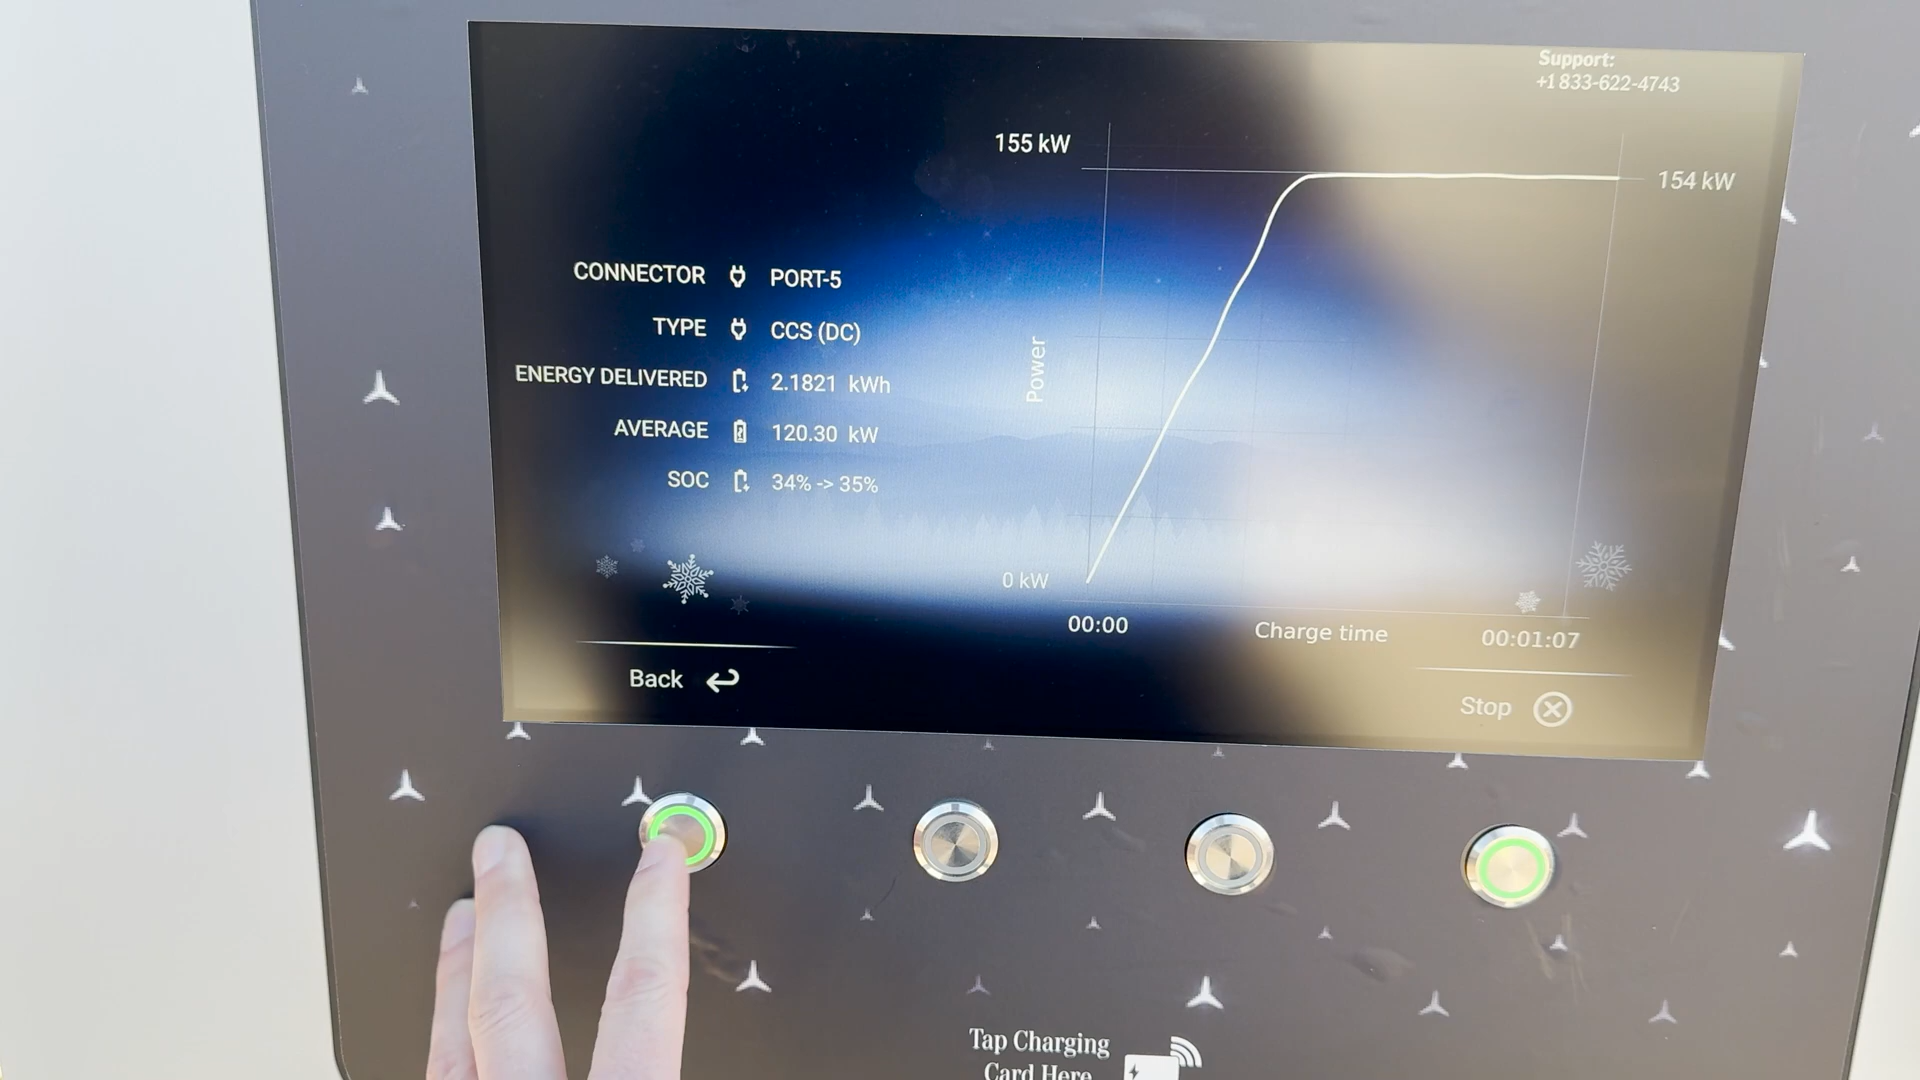 Support:
+1 833-622-4743
155 kW
154 kW
CONNECTOR PORT-5
TYPE CCS (DC)
ENERGY DELIVERED 2.1821 kWh
AVERAGE 120.30 kW
SOC 34% -> 35%
Power
0 kW
00:00 Charge time 00:01:07
Back
Stop
Tap Charging
Card Here